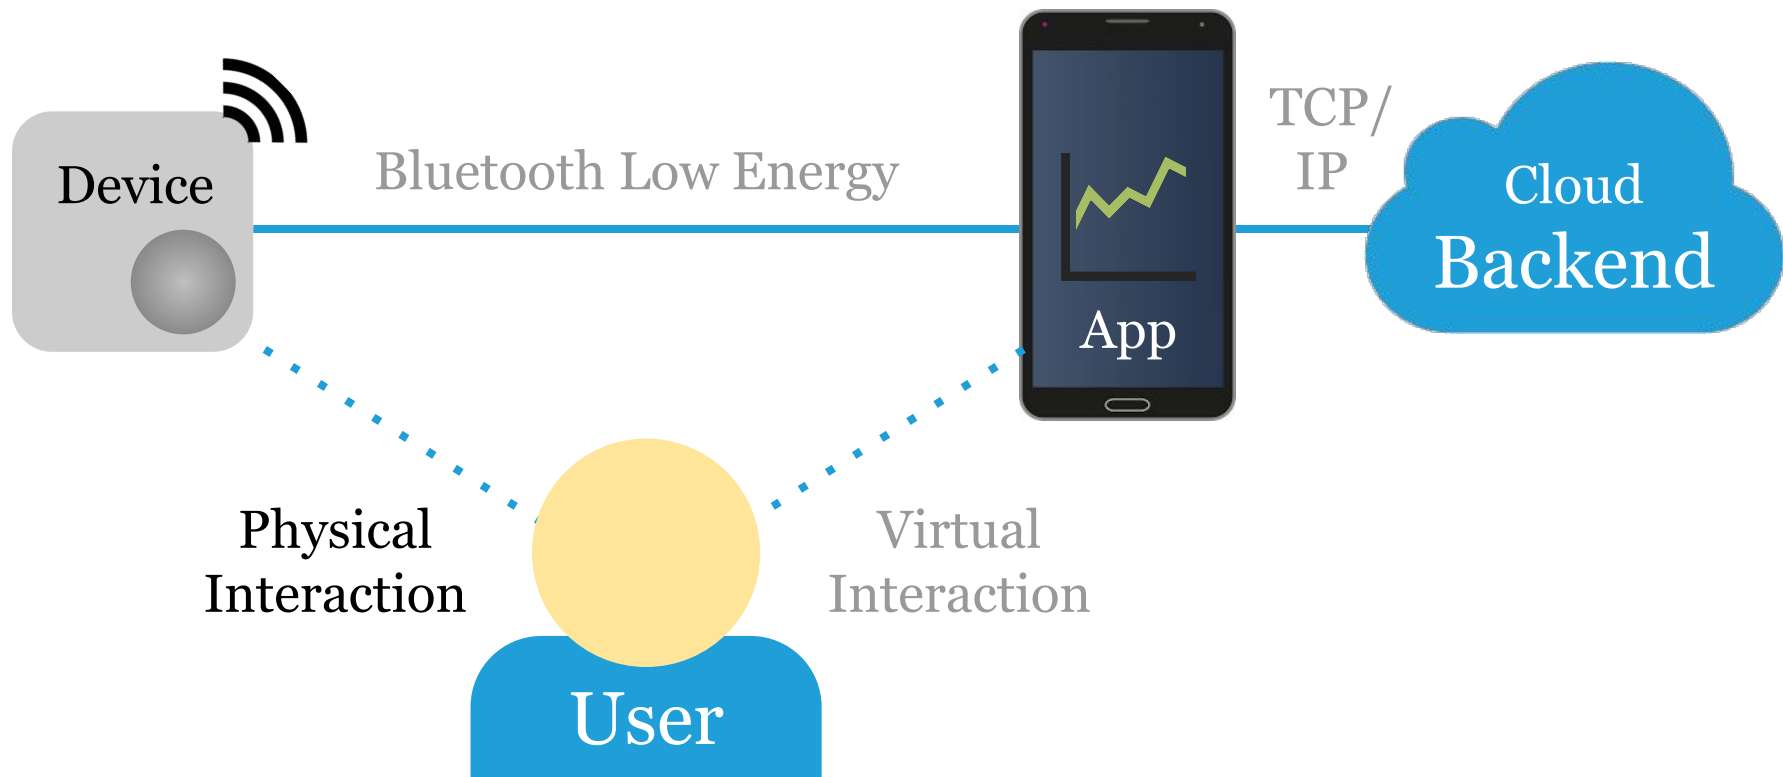 Device
Bluetooth Low Energy
TCP/
IP
Cloud
Backend
App
Physical
Interaction
Virtual
Interaction
User